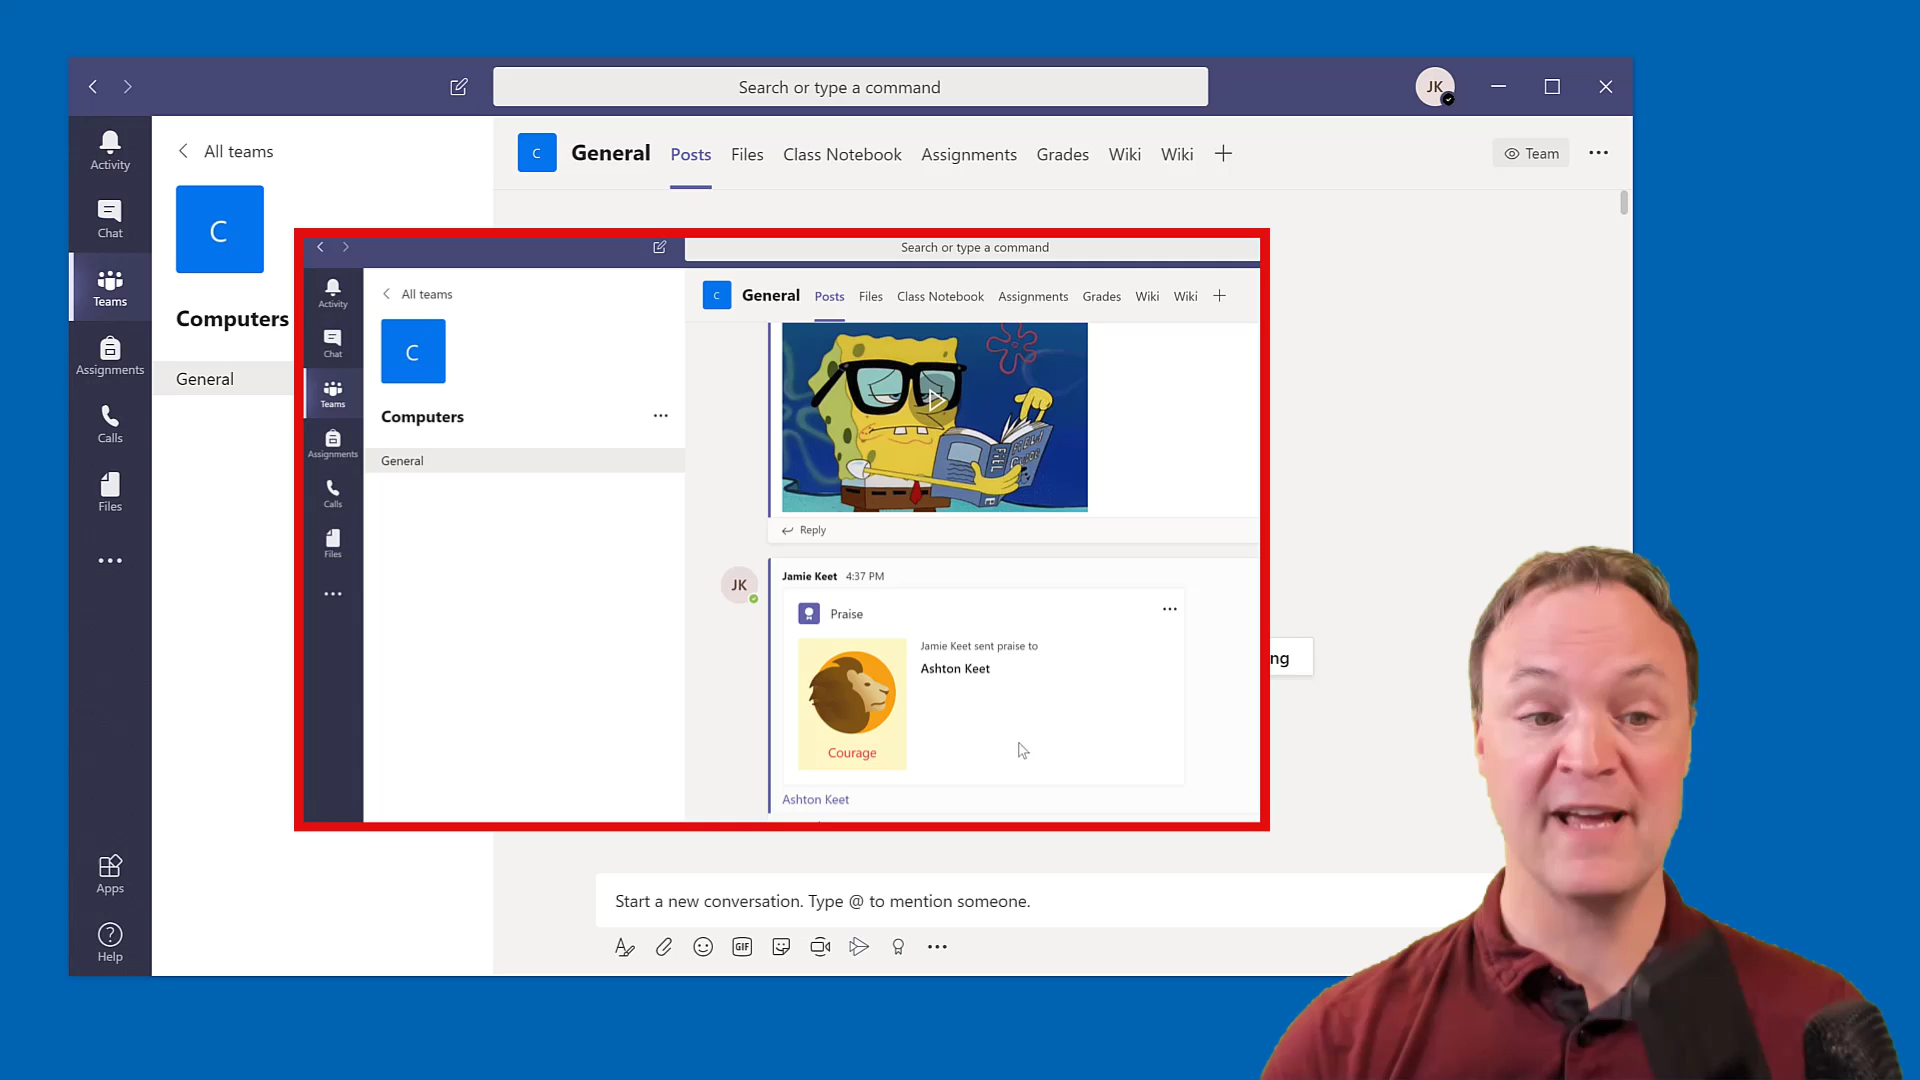 Search or type a command
JK
Activity
Chat
Teams
Assignments
Calls
Files
Apps
Help
All teams
C
Computers
General
C General Posts Files Class Notebook Assignments Grades Wiki Wiki
Team
Search or type a command
Activity
Chat
Teams
Assignments
Calls
Files
All teams
C
Computers
General
C General Posts Files Class Notebook Assignments Grades Wiki Wiki
Reply
JK
Jamie Keet 4:37 PM
Praise
Jamie Keet sent praise to
Ashton Keet
Courage
Ashton Keet
ng
Start a new conversation. Type @ to mention someone.
GIF